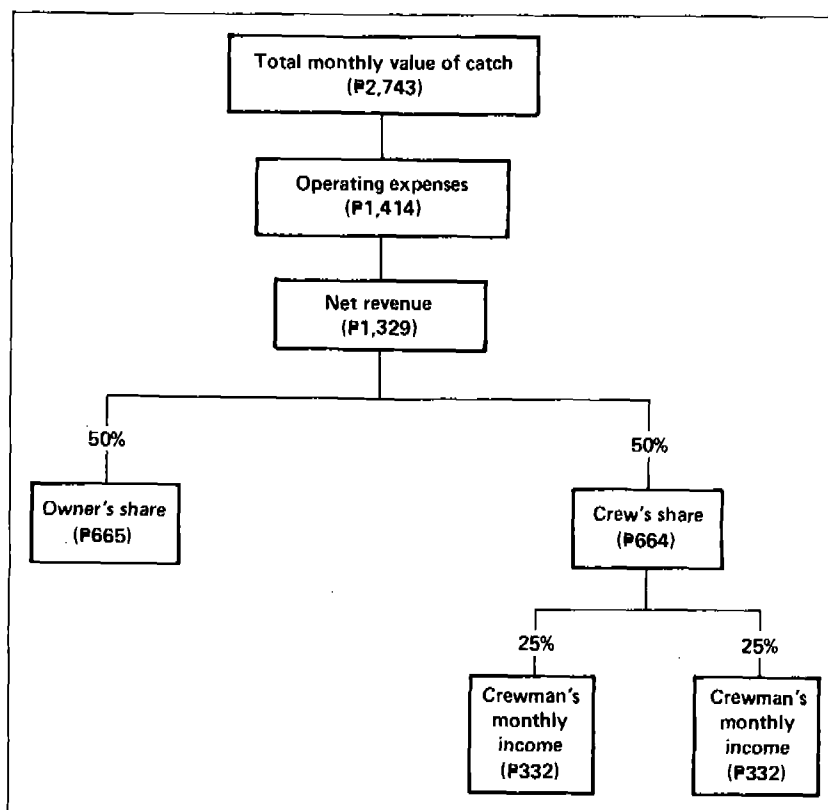 Total monthly value of catch
(₱2,743)
Operating expenses
(₱1,414)
Net revenue
(₱1,329)
50%
50%
Owner's share
(₱665)
Crew's share
(₱664)
25%
25%
Crewman's
monthly
income
(₱332)
Crewman's
monthly
income
(₱332)